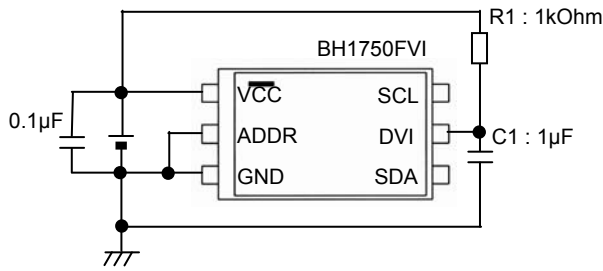 R1 : 1kOhm
BH1750FVI
VCC SCL
0.1µF
ADDR DVI
C1 : 1µF
GND SDA